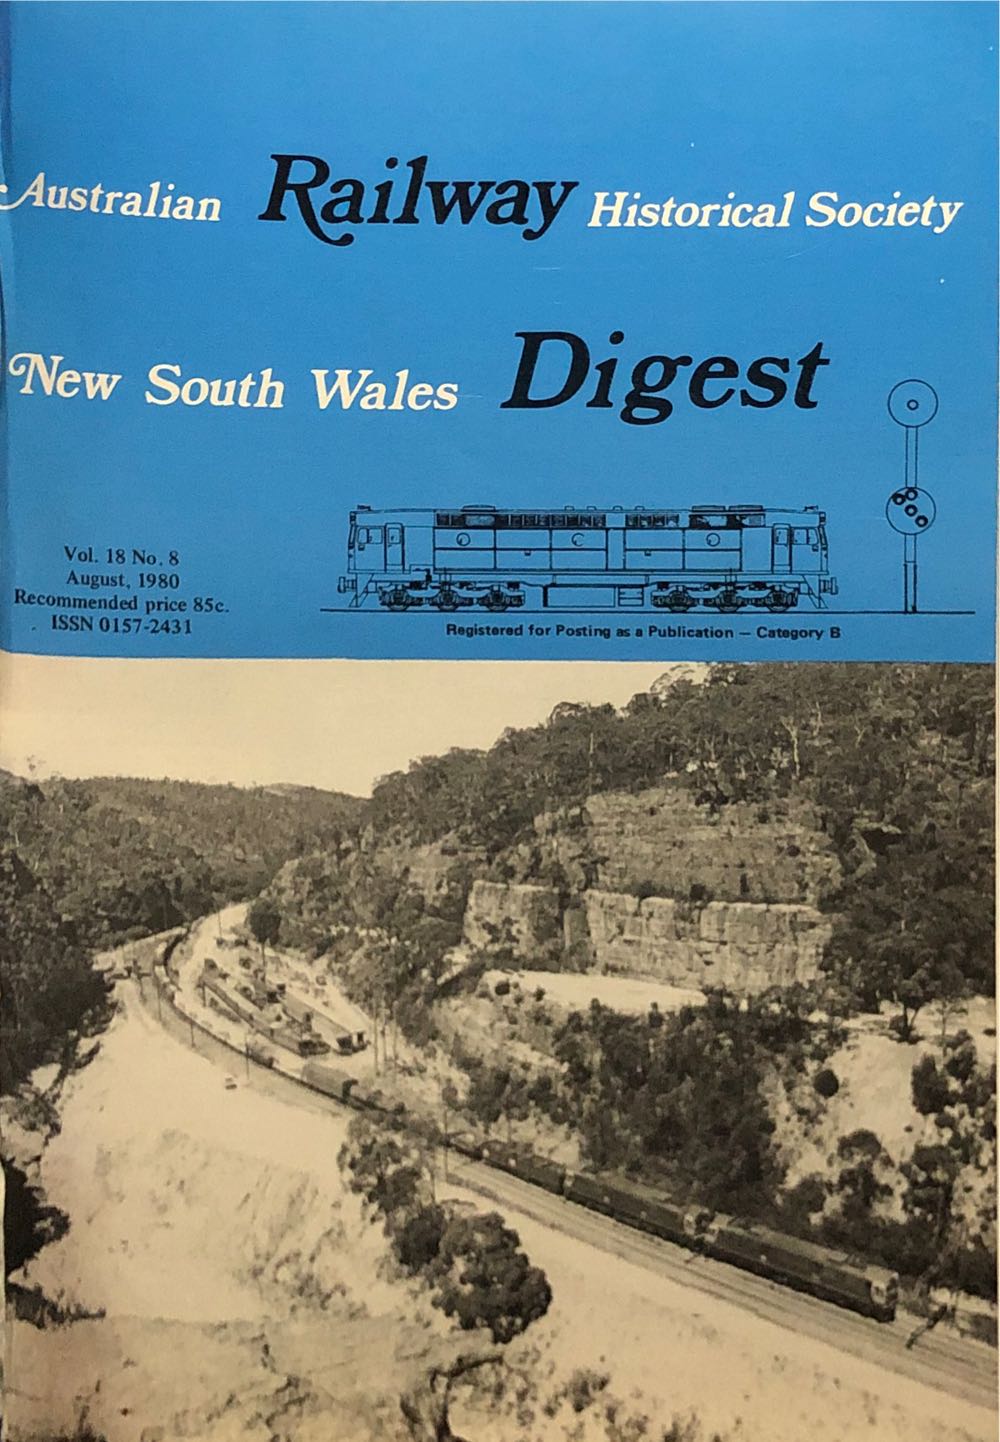 Australian Railway Historical Society
New South Wales Digest
Vol. 18 No. 8
August, 1980
Recommended price 85c.
ISSN 0157-2431
Registered for Posting as a Publication — Category B